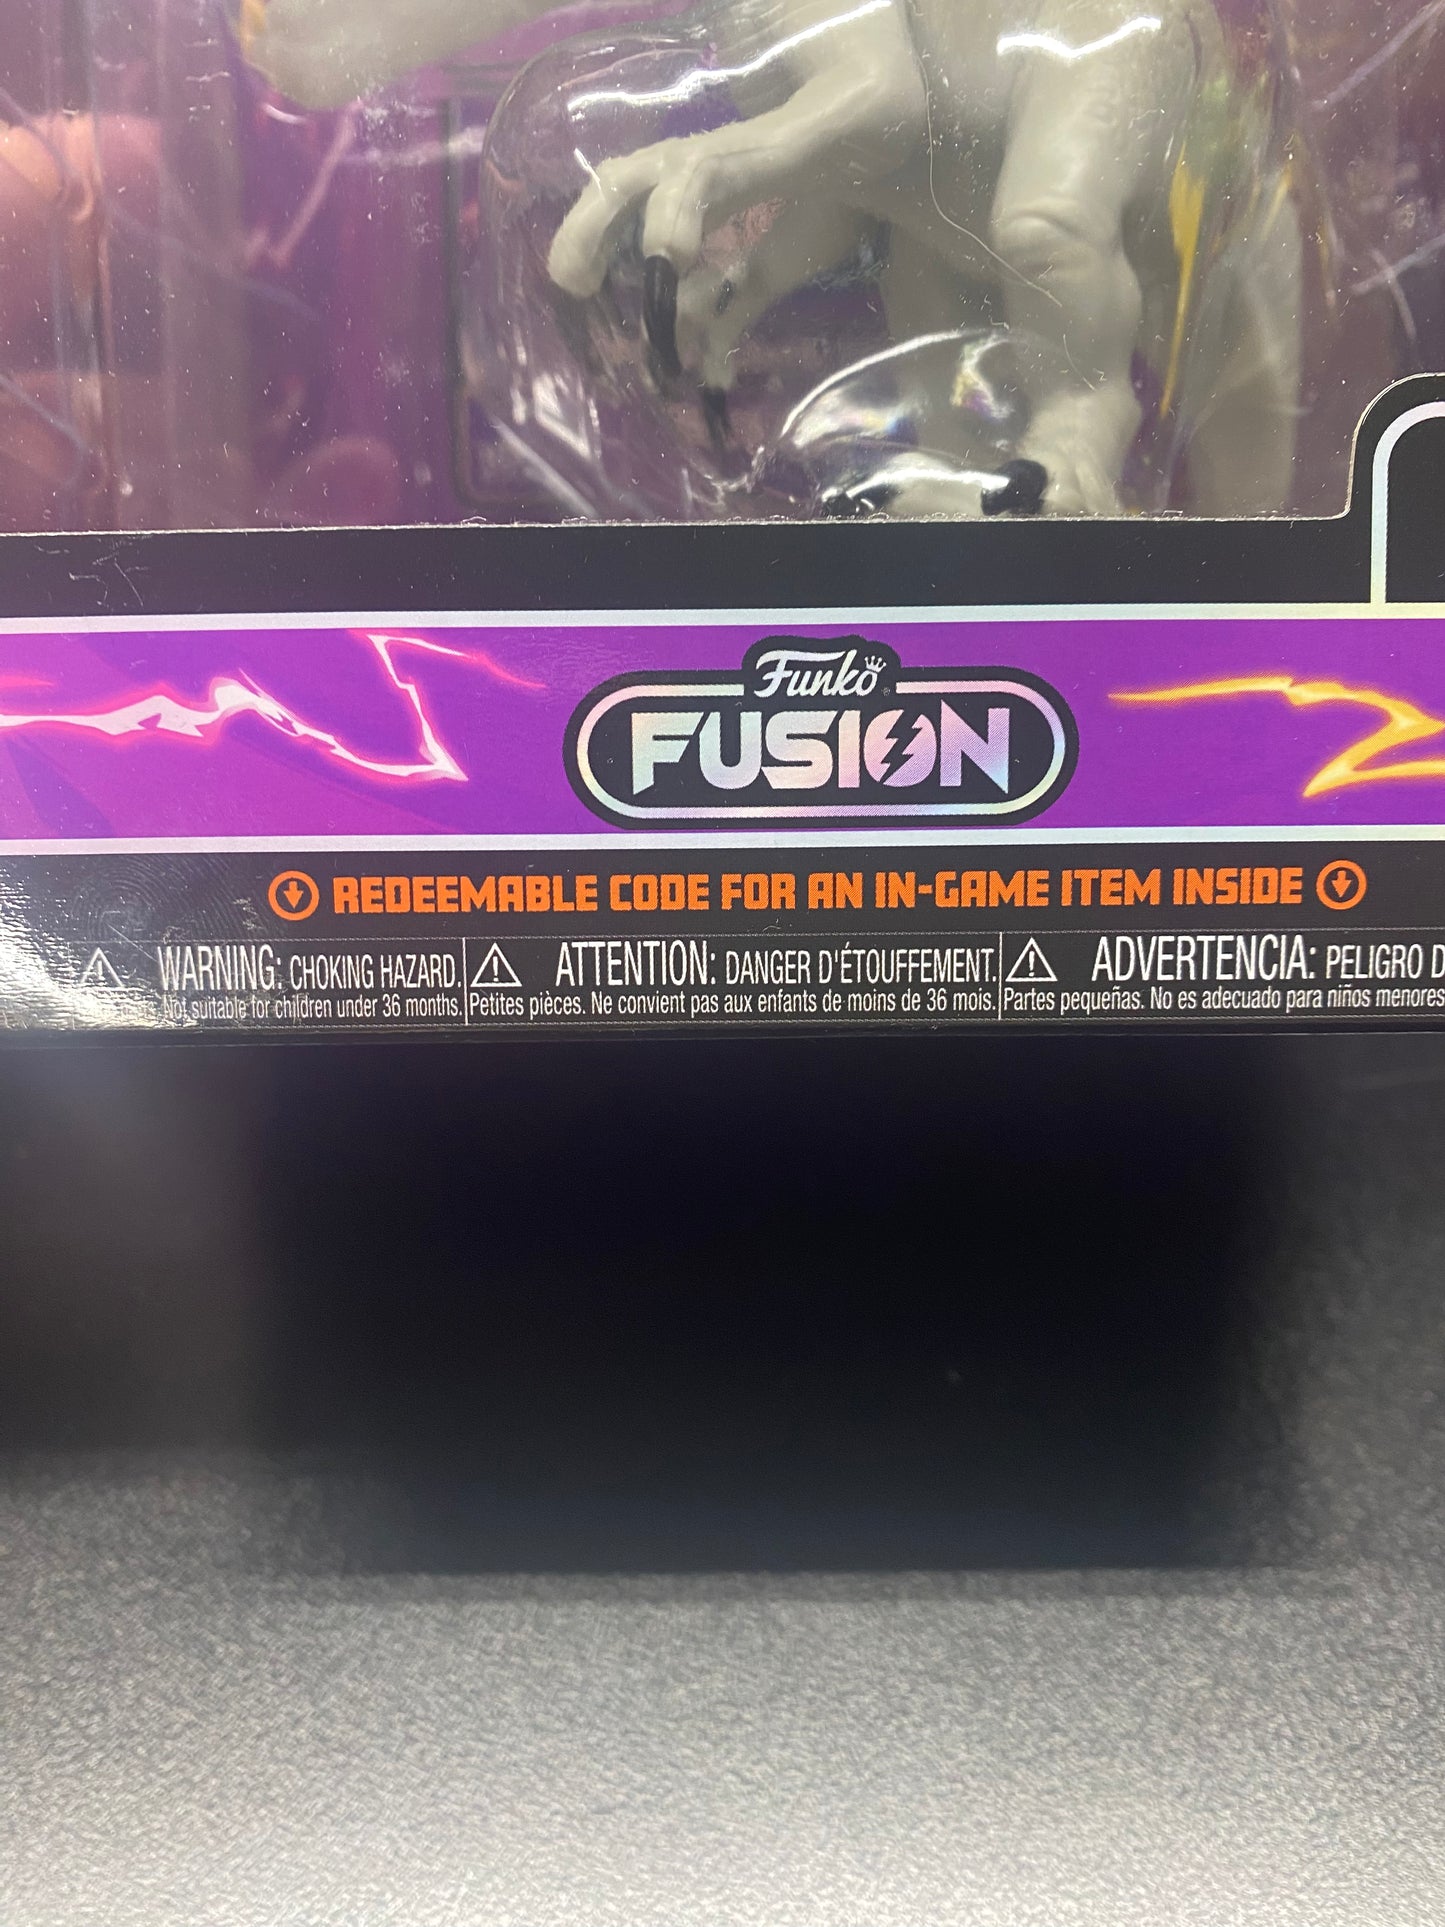 Funko
FUSION
REDEEMABLE CODE FOR AN IN-GAME ITEM INSIDE
WARNING: CHOKING HAZARD.
Not suitable for children under 36 months.
ATTENTION: DANGER D'ÉTOUFFEMENT.
Petites pièces. Ne convient pas aux enfants de moins de 36 mois.
ADVERTENCIA: PELIGRO D
Partes pequeñas. No es adecuado para niños menores